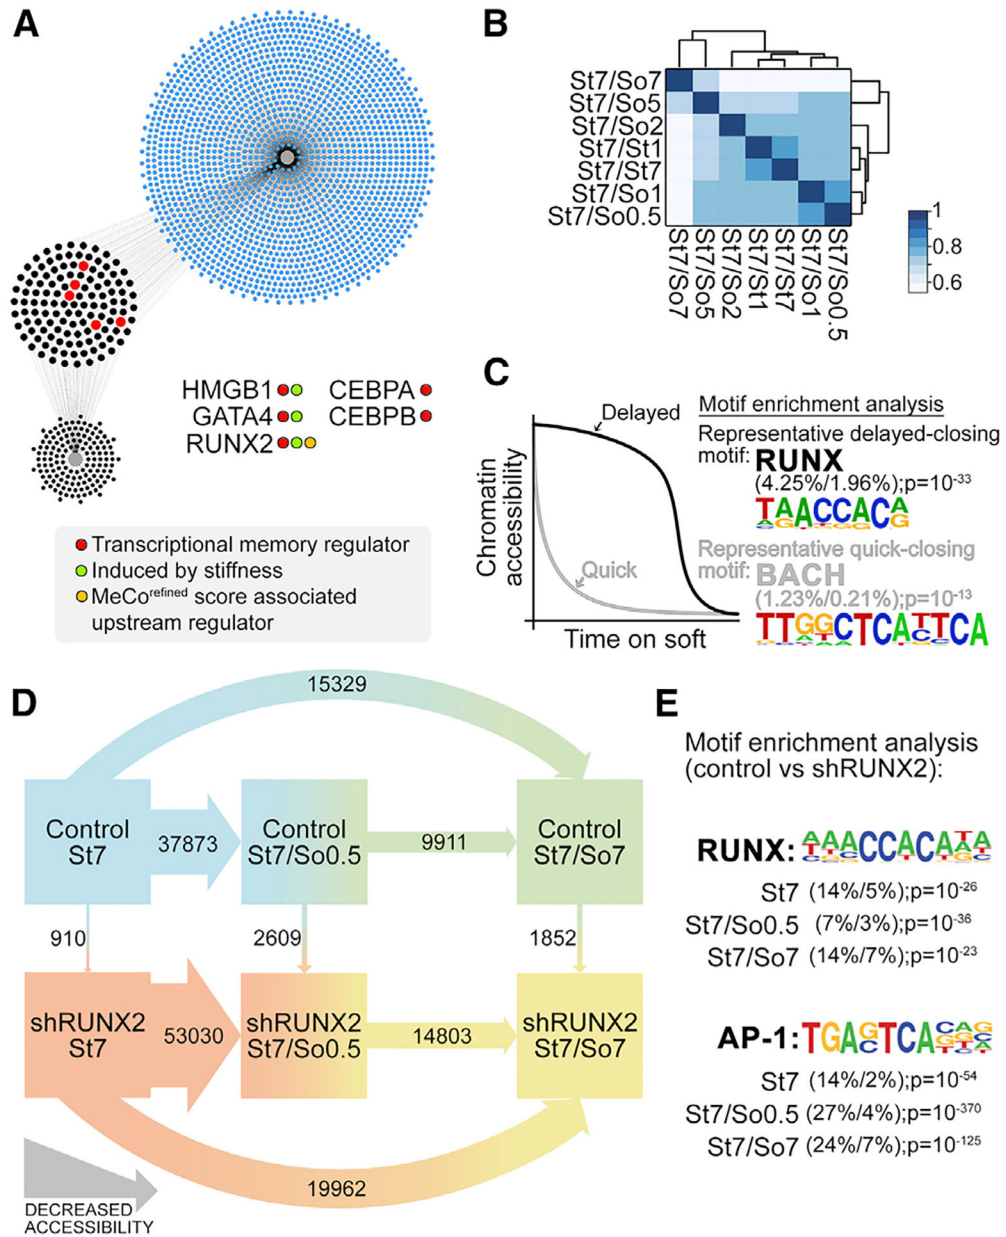 A
HMGB1
GATA4
RUNX2
CEBPA
CEBPB
Transcriptional memory regulator
Induced by stiffness
MeCorefined score associated
upstream regulator
B
St7/So7
St7/So5
St7/So2
St7/St1
St7/St7
St7/So1
St7/So0.5
St7/So7
St7/So5
St7/So2
St7/St1
St7/St7
St7/So1
St7/So0.5
1
0.8
0.6
C
Chromatin
accessibility
Delayed
Quick
Time on soft
Motif enrichment analysis
Representative delayed-closing
motif: RUNX
(4.25%/1.96%);p=10-33
TAACCACA
Representative quick-closing
motif: BACH
(1.23%/0.21%);p=10-13
TTGGCTCATTCA
D
15329
Control
St7
37873
Control
St7/So0.5
9911
Control
St7/So7
910
2609
1852
shRUNX2
St7
53030
shRUNX2
St7/So0.5
14803
shRUNX2
St7/So7
19962
DECREASED
ACCESSIBILITY
E
Motif enrichment analysis
(control vs shRUNX2):
RUNX: AAACCACATA
St7 (14%/5%);p=10-26
St7/So0.5 (7%/3%);p=10-36
St7/So7 (14%/7%);p=10-23
AP-1: TGAGTCACAG
St7 (14%/2%);p=10-54
St7/So0.5 (27%/4%);p=10-370
St7/So7 (24%/7%);p=10-125